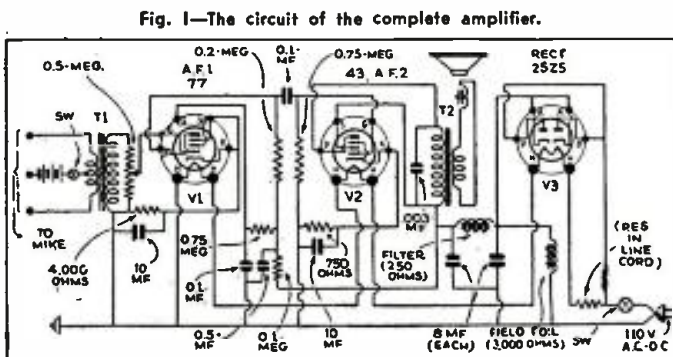 Fig. I—The circuit of the complete amplifier.
0.5-MEG.
0.2-MEG
0.1-
MF
0.75-MEG
A.F.1
77
43, A.F.2
RECT
25Z5
SW
T1
T2
V1
V2
V3
TO
MIKE
4,000
OHMS
10
MF
0.75
MEG
0.1
MF
0.5-
MF
0.1-
MEG
10
MF
750
OHMS
.003
MF
FILTER
(250
OHMS)
8 MF
(EACH)
FIELD COIL
(3,000 OHMS)
(RES
IN
LINE
CORD)
SW
110 V
A.C.-D C